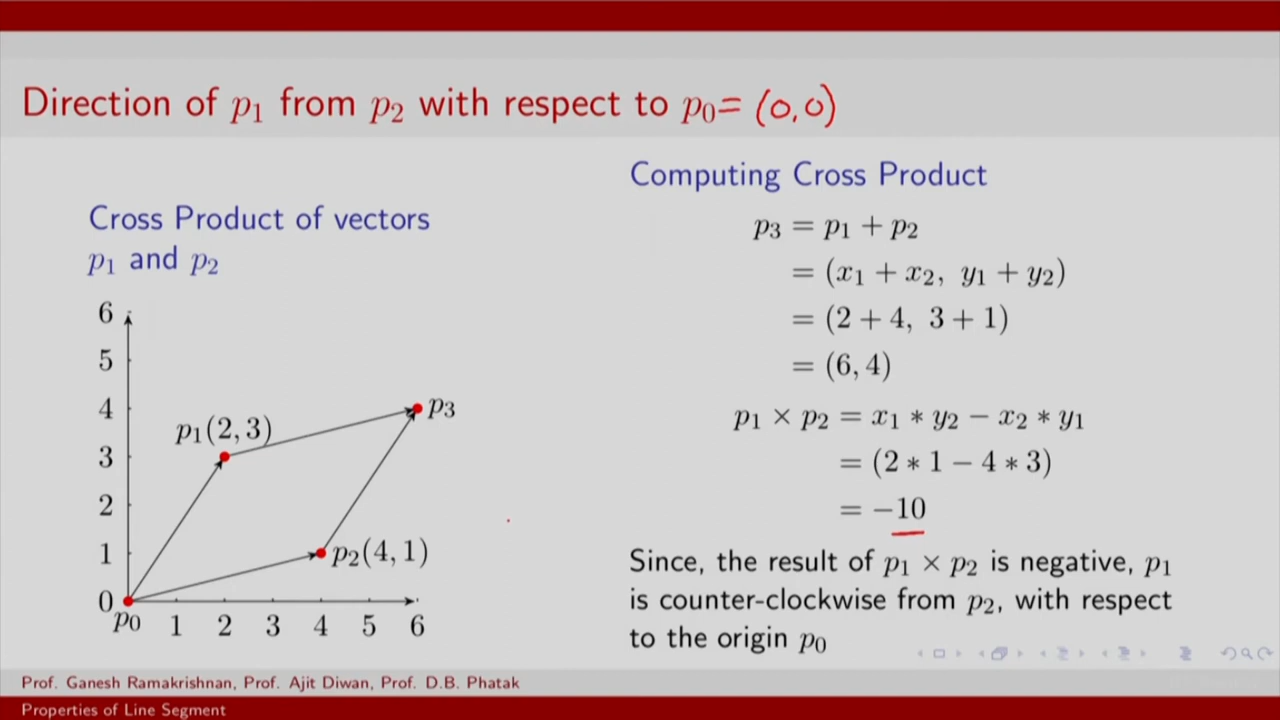 Direction of p₁ from p₂ with respect to p₀= (0,0)
Cross Product of vectors
p₁ and p₂
6
5
4
3
2
1
0
p₁(2, 3)
p₃
p₂(4, 1)
p₀ 1 2 3 4 5 6
Computing Cross Product
p₃ = p₁ + p₂
= (x₁ + x₂, y₁ + y₂)
= (2 + 4, 3 + 1)
= (6, 4)
p₁ × p₂ = x₁ ∗ y₂ − x₂ ∗ y₁
= (2 ∗ 1 − 4 ∗ 3)
= −10
Since, the result of p₁ × p₂ is negative, p₁
is counter-clockwise from p₂, with respect
to the origin p₀
Prof. Ganesh Ramakrishnan, Prof. Ajit Diwan, Prof. D.B. Phatak
Properties of Line Segment